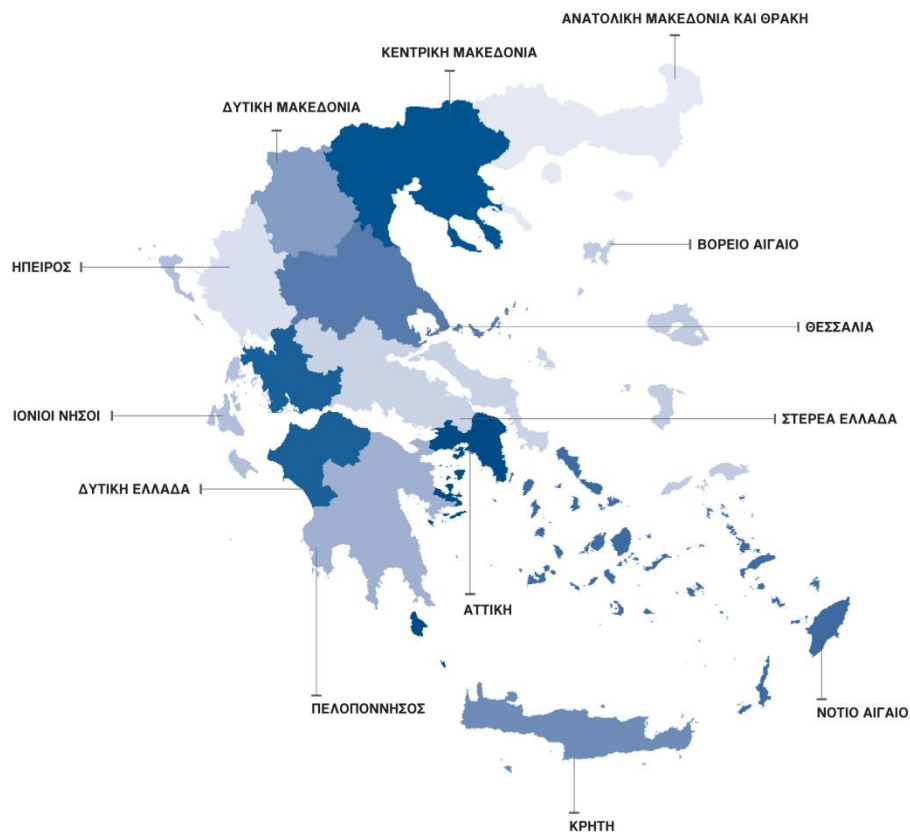 ΑΝΑΤΟΛΙΚΗ ΜΑΚΕΔΟΝΙΑ ΚΑΙ ΘΡΑΚΗ
ΚΕΝΤΡΙΚΗ ΜΑΚΕΔΟΝΙΑ
ΔΥΤΙΚΗ ΜΑΚΕΔΟΝΙΑ
ΒΟΡΕΙΟ ΑΙΓΑΙΟ
ΗΠΕΙΡΟΣ
ΘΕΣΣΑΛΙΑ
ΙΟΝΙΟΙ ΝΗΣΟΙ
ΣΤΕΡΕΑ ΕΛΛΑΔΑ
ΔΥΤΙΚΗ ΕΛΛΑΔΑ
ΑΤΤΙΚΗ
ΠΕΛΟΠΟΝΝΗΣΟΣ
ΝΟΤΙΟ ΑΙΓΑΙΟ
ΚΡΗΤΗ